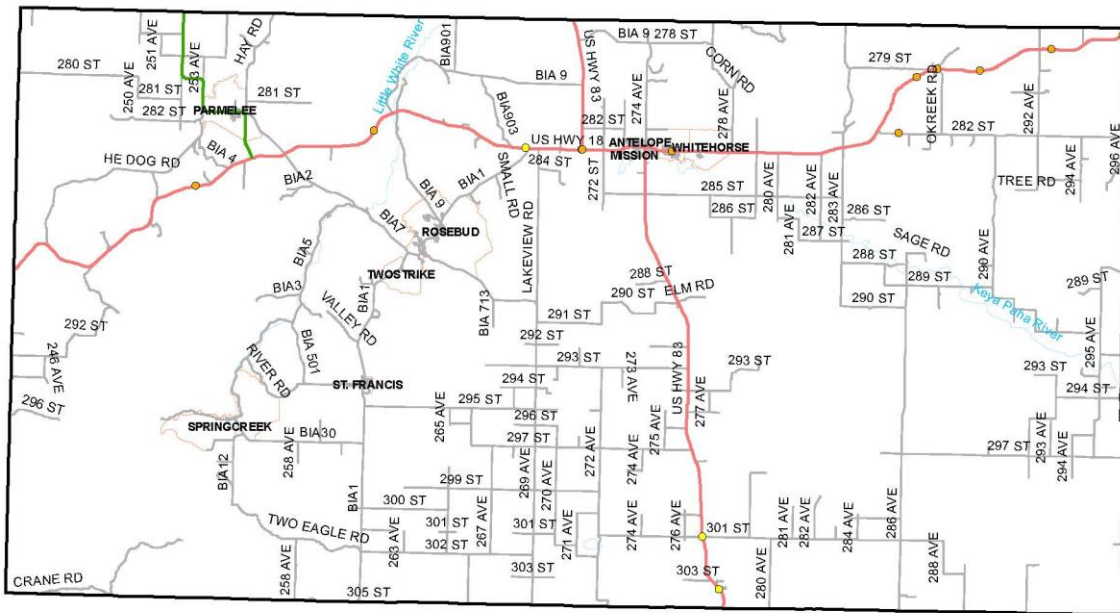 251 AVE
253 AVE
HAY RD
280 ST
250 AVE
281 ST
282 ST
PARMELEE
281 ST
Little White River
BIA901
BIA 9
US HWY 83
BIA 9
278 ST
CORN RD
274 AVE
278 AVE
279 ST
OKREEK RD
292 AVE
282 ST
296 AVE
294 AVE
TREE RD
HE DOG RD
BIA 4
BIA2
BIA903
US HWY 18
282 ST
ANTELOPE
MISSION
WHITEHORSE
284 ST
272 ST
SMALL RD
BIA1
BIA 9
BIA7
ROSEBUD
LAKEVIEW RD
285 ST
286 ST
280 AVE
281 AVE
282 AVE
283 AVE
287 ST
286 ST
SAGE RD
288 ST
289 ST
290 AVE
290 ST
289 ST
Keya Paha River
295 AVE
BIA5
BIA3
TWOSTRIKE
BIA1
BIA 713
288 ST
290 ST
ELM RD
291 ST
292 ST
246 AVE
292 ST
VALLEY RD
BIA 501
RIVER RD
293 ST
273 AVE
US HWY 83
293 ST
277 AVE
293 ST
294 ST
296 ST
ST. FRANCIS
294 ST
295 ST
265 AVE
296 ST
297 ST
SPRINGCREEK
BIA30
258 AVE
BIA12
272 AVE
274 AVE
275 AVE
297 ST
293 AVE
294 AVE
299 ST
269 AVE
270 AVE
BIA1
300 ST
301 ST
267 AVE
301 ST
271 AVE
274 AVE
276 AVE
301 ST
281 AVE
282 AVE
284 AVE
286 AVE
288 AVE
TWO EAGLE RD
263 AVE
302 ST
303 ST
303 ST
280 AVE
258 AVE
CRANE RD
305 ST